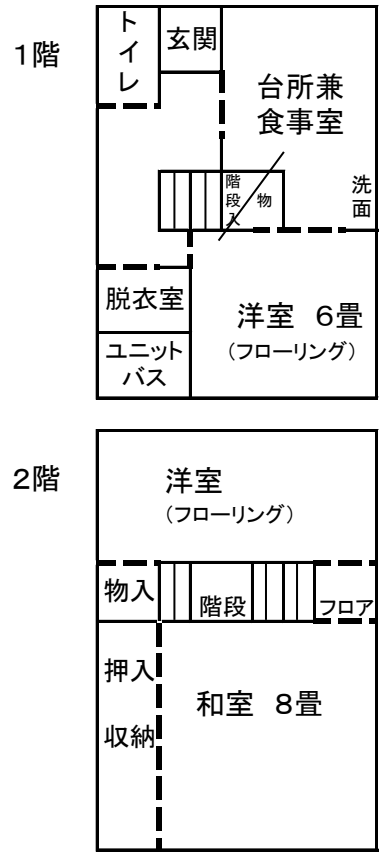 1階
トイレ
玄関
台所兼
食事室
階段
物入
洗面
脱衣室
洋室 6畳
(フローリング)
ユニット
バス
2階
洋室
(フローリング)
物入
階段
フロア
押入
収納
和室 8畳